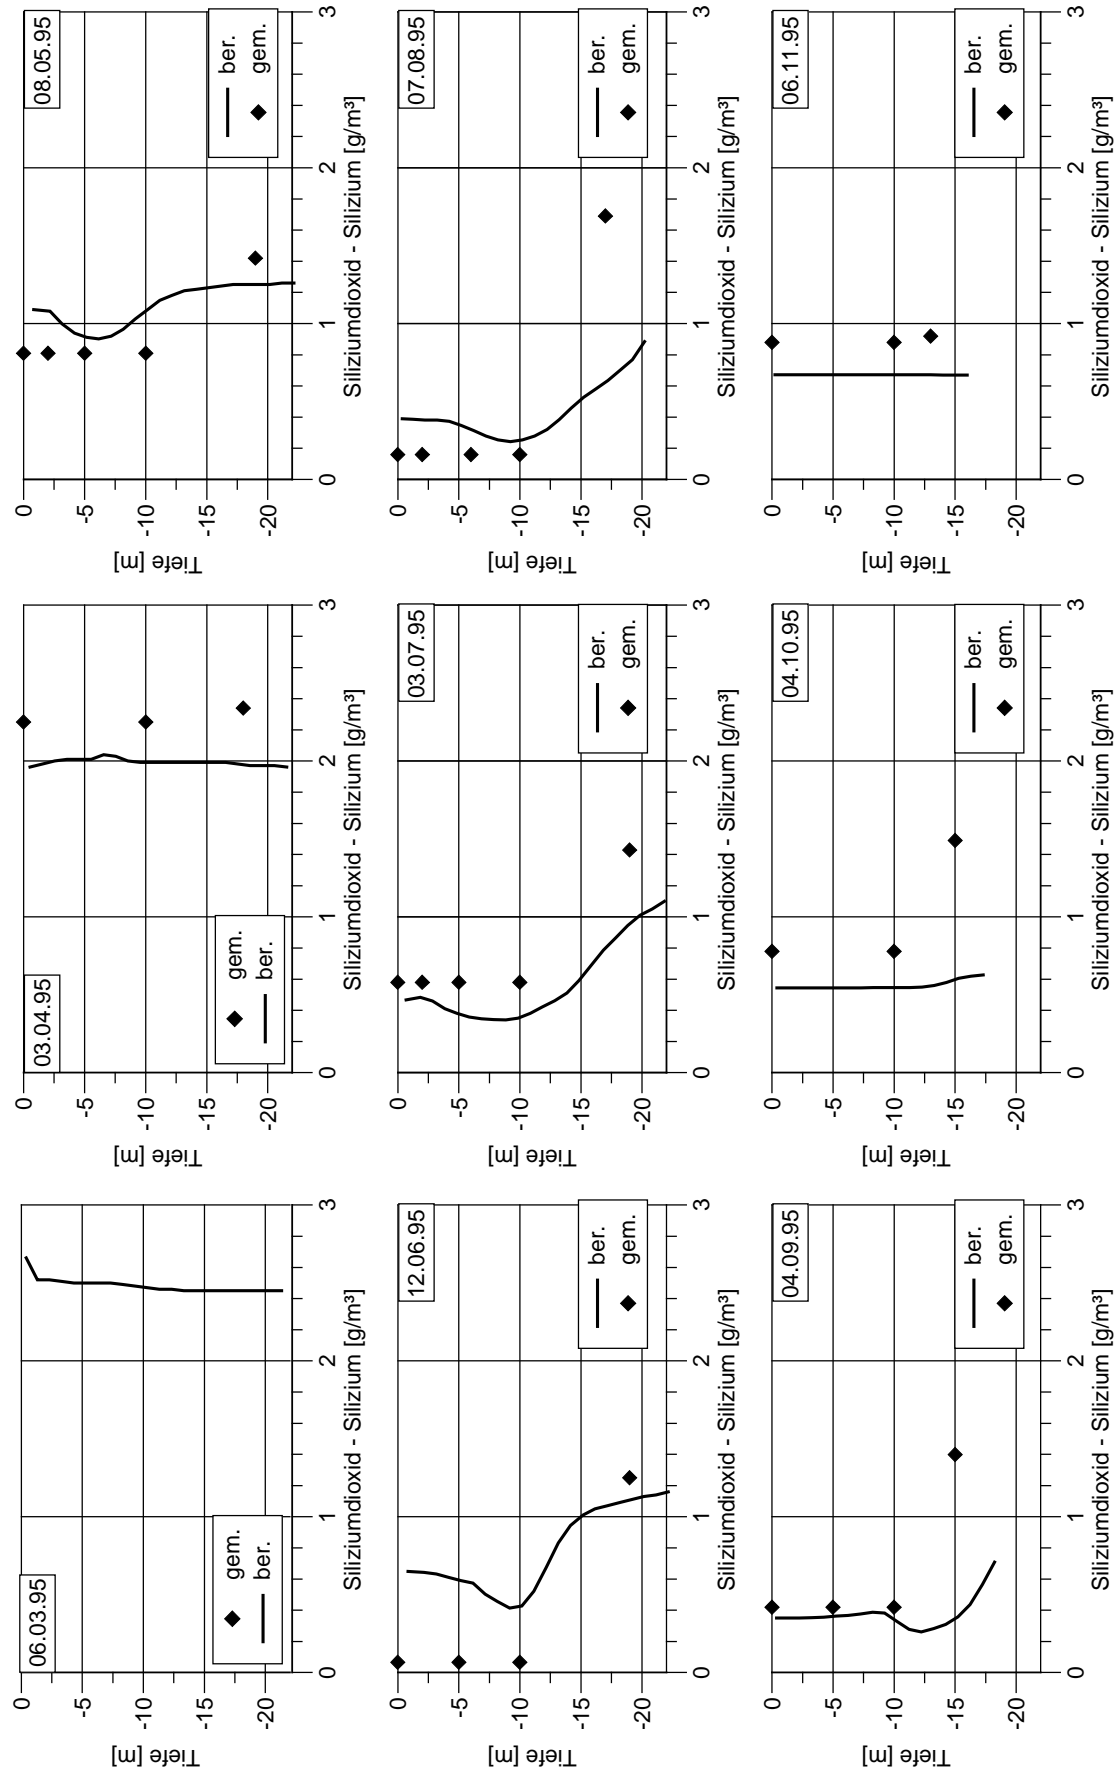 06.03.95
0
-5
-10
-15
-20
Tiefe [m]
gem.
ber.
0 1 2 3
Siliziumdioxid - Silizium [g/m³]
03.04.95
0
-5
-10
-15
-20
Tiefe [m]
gem.
ber.
0 1 2 3
Siliziumdioxid - Silizium [g/m³]
08.05.95
0
-5
-10
-15
-20
Tiefe [m]
ber.
gem.
0 1 2 3
Siliziumdioxid - Silizium [g/m³]
12.06.95
0
-5
-10
-15
-20
Tiefe [m]
ber.
gem.
0 1 2 3
Siliziumdioxid - Silizium [g/m³]
03.07.95
0
-5
-10
-15
-20
Tiefe [m]
ber.
gem.
0 1 2 3
Siliziumdioxid - Silizium [g/m³]
07.08.95
0
-5
-10
-15
-20
Tiefe [m]
ber.
gem.
0 1 2 3
Siliziumdioxid - Silizium [g/m³]
04.09.95
0
-5
-10
-15
-20
Tiefe [m]
ber.
gem.
0 1 2 3
Siliziumdioxid - Silizium [g/m³]
04.10.95
0
-5
-10
-15
-20
Tiefe [m]
ber.
gem.
0 1 2 3
Siliziumdioxid - Silizium [g/m³]
06.11.95
0
-5
-10
-15
-20
Tiefe [m]
ber.
gem.
0 1 2 3
Siliziumdioxid - Silizium [g/m³]